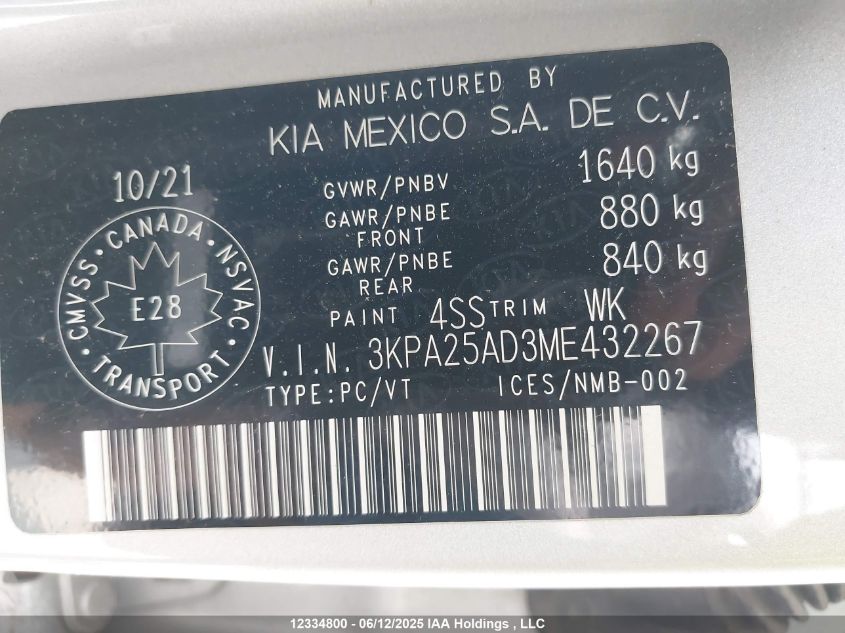 MANUFACTURED BY
KIA MEXICO S.A. DE C.V.
10/21
GVWR/PNBV 1640 kg
GAWR/PNBE 880 kg
FRONT
GAWR/PNBE 840 kg
REAR
PAINT 4SS TRIM WK
V.I.N. 3KPA25AD3ME432267
TYPE:PC/VT ICES/NMB-002
CMVSS • CANADA • NSVAC • TRANSPORT •
E28
12334800 - 06/12/2025 IAA Holdings , LLC